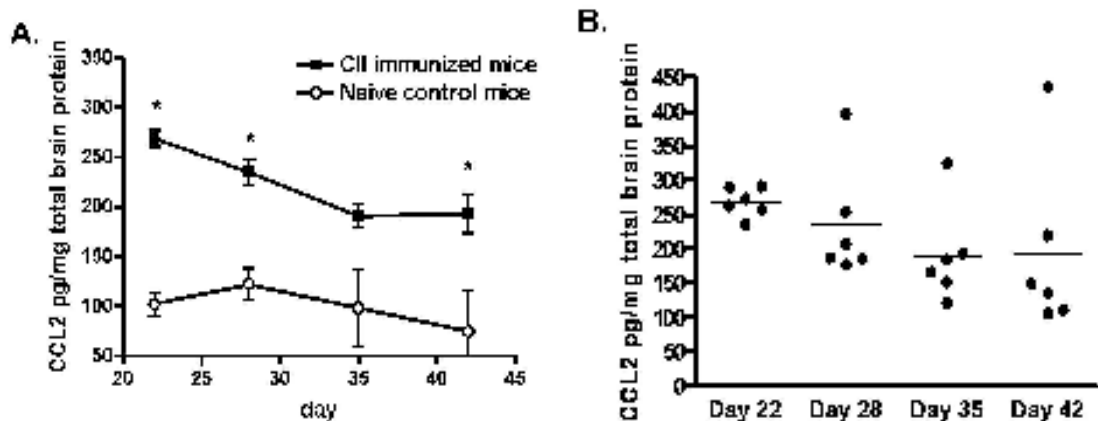 A.
CCL2 pg/mg total brain protein
350
300
250
200
150
100
50
CII immunized mice
Naive control mice
*
*
*
20
25
30
35
40
45
day
B.
CCL2 pg/mg total brain protein
450
400
350
300
250
200
150
100
50
0
Day 22
Day 28
Day 35
Day 42